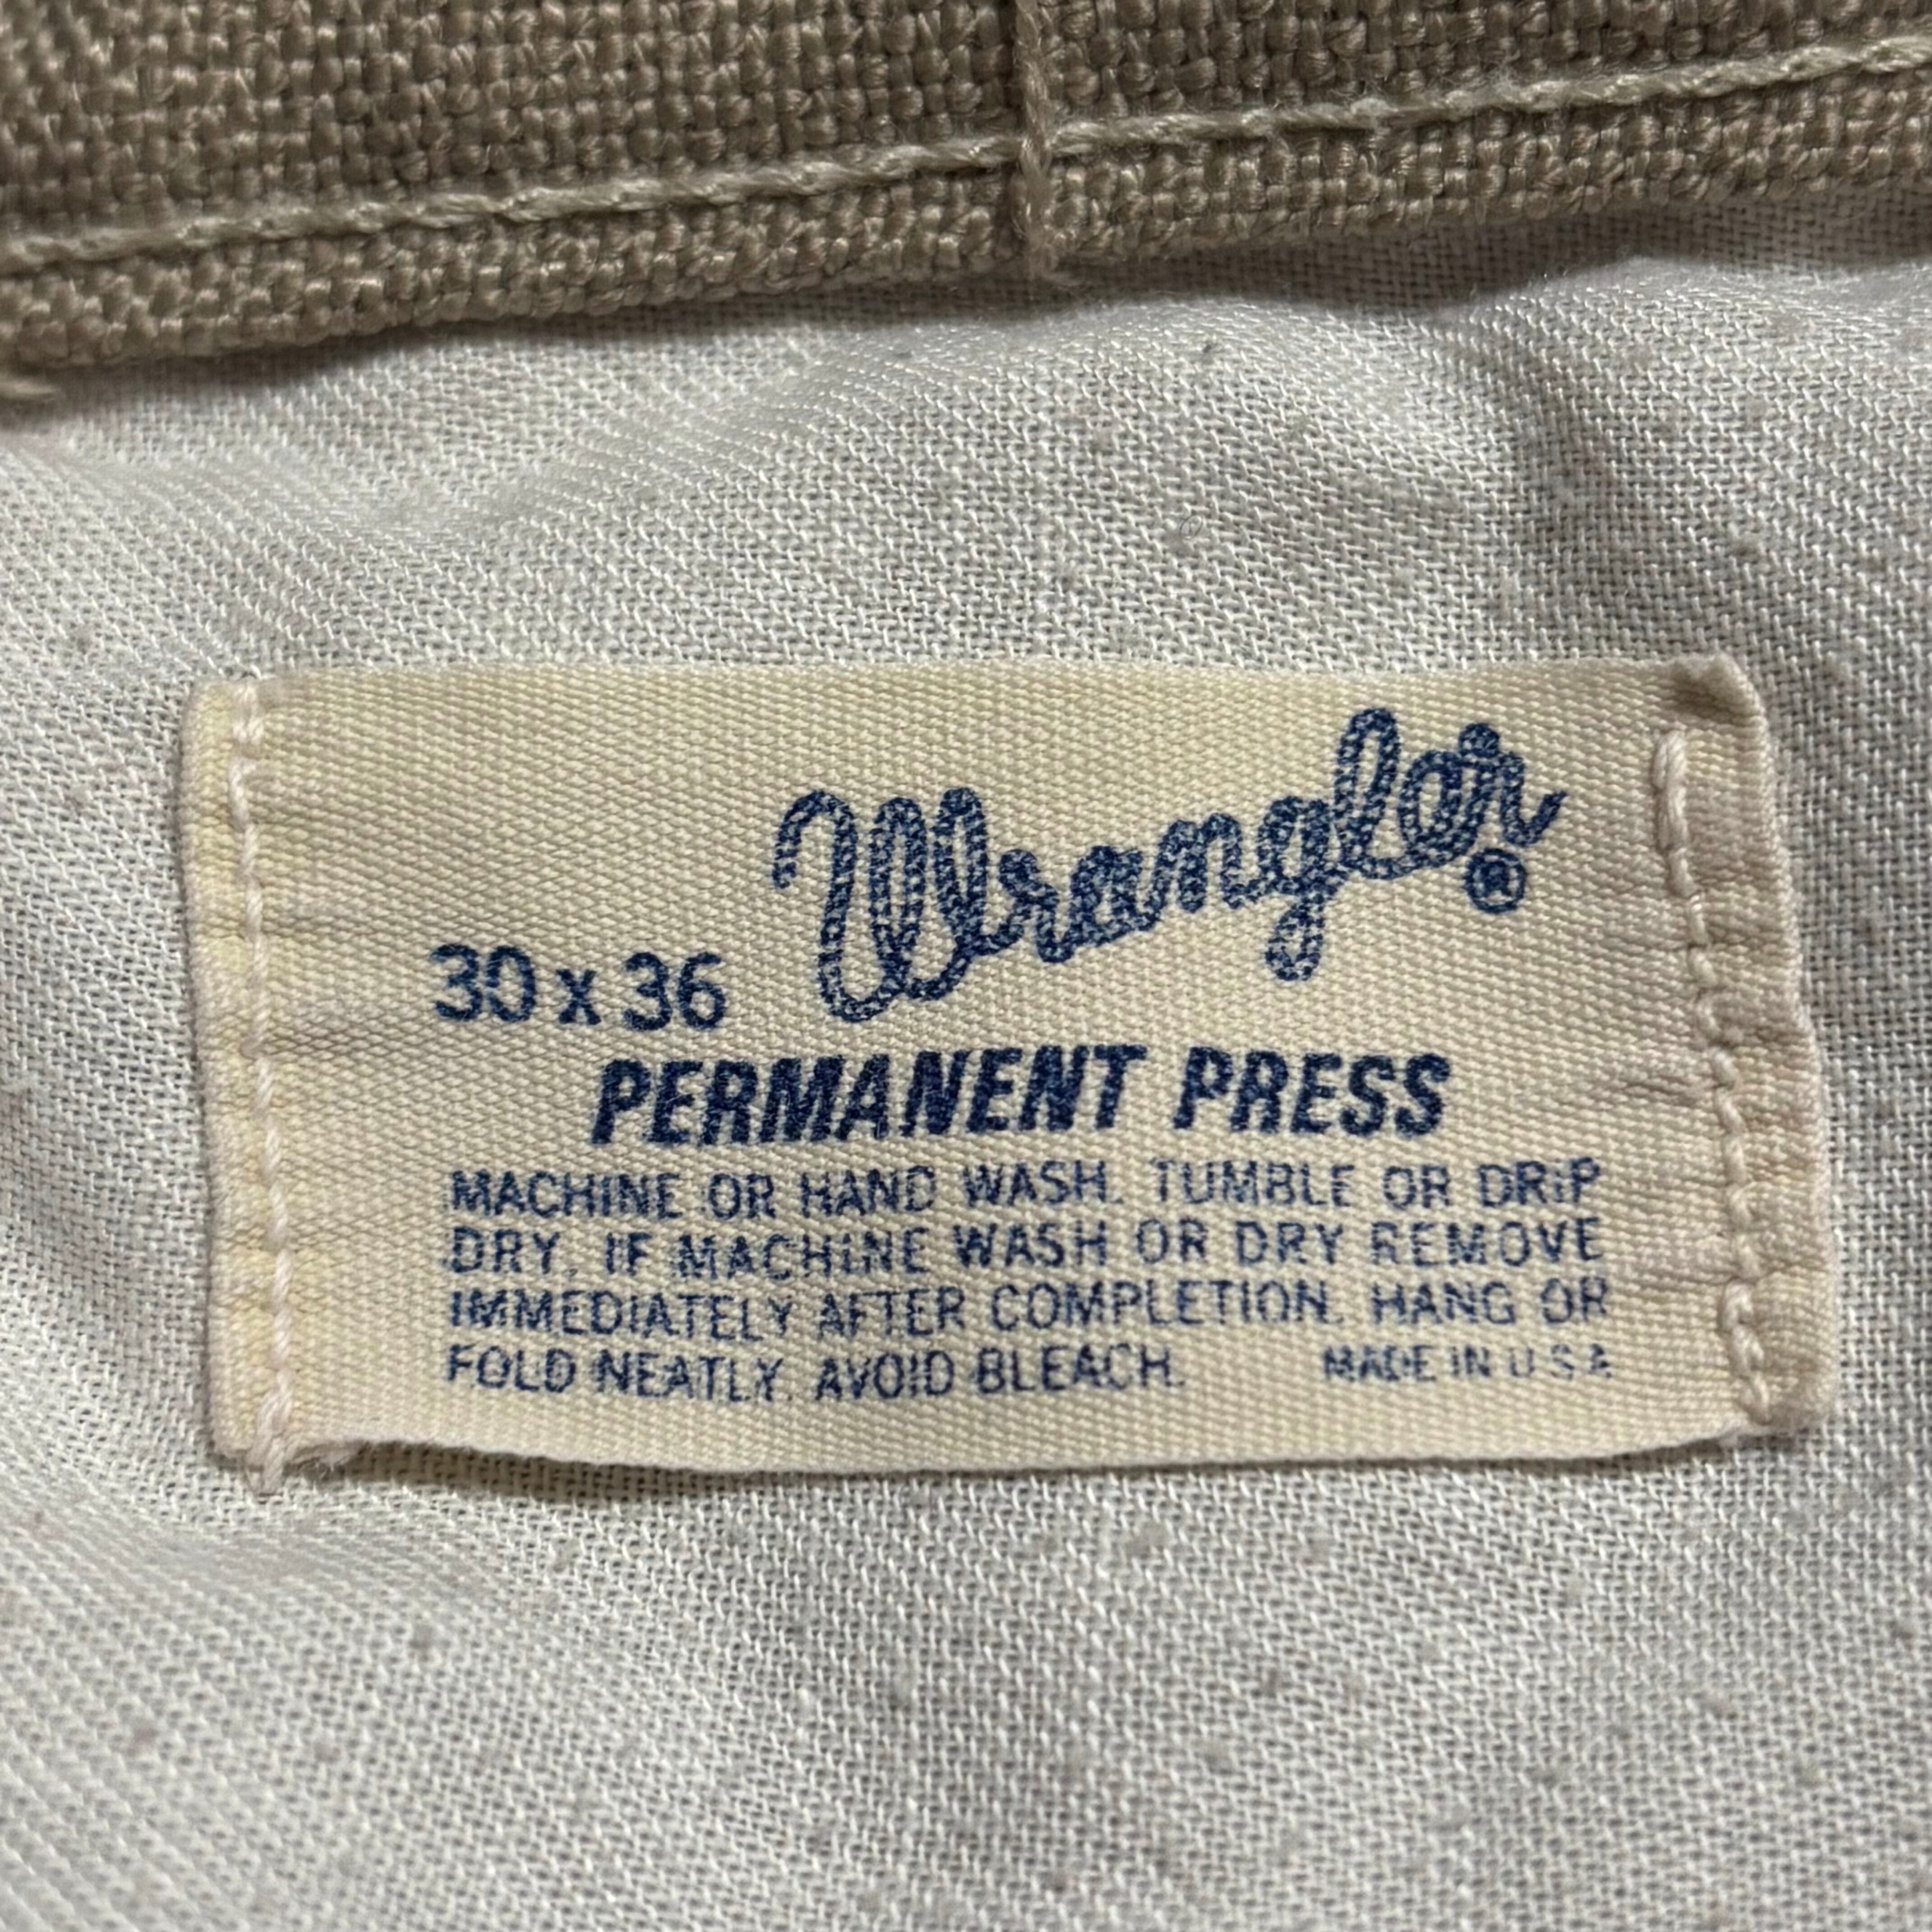 Wrangler®
30 x 36
PERMANENT PRESS
MACHINE OR HAND WASH. TUMBLE OR DRIP
DRY. IF MACHINE WASH OR DRY REMOVE
IMMEDIATELY AFTER COMPLETION. HANG OR
FOLD NEATLY. AVOID BLEACH. MADE IN U S A